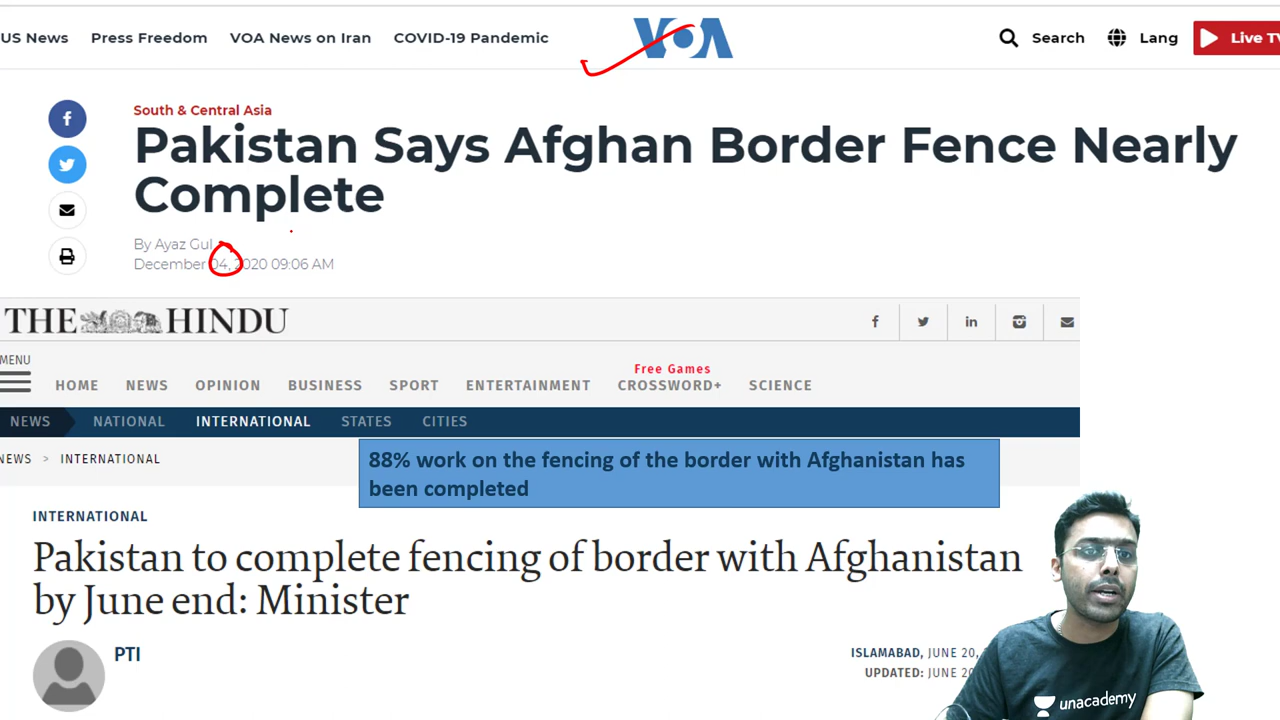 US News Press Freedom VOA News on Iran COVID-19 Pandemic VOA Search Lang Live TV
South & Central Asia
Pakistan Says Afghan Border Fence Nearly
Complete
By Ayaz Gul
December 04, 2020 09:06 AM
THE HINDU
MENU
Free Games
HOME NEWS OPINION BUSINESS SPORT ENTERTAINMENT CROSSWORD+ SCIENCE
NEWS NATIONAL INTERNATIONAL STATES CITIES
NEWS > INTERNATIONAL
88% work on the fencing of the border with Afghanistan has
been completed
INTERNATIONAL
Pakistan to complete fencing of border with Afghanistan
by June end: Minister
PTI
ISLAMABAD, JUNE 20,
UPDATED: JUNE 20
unacademy